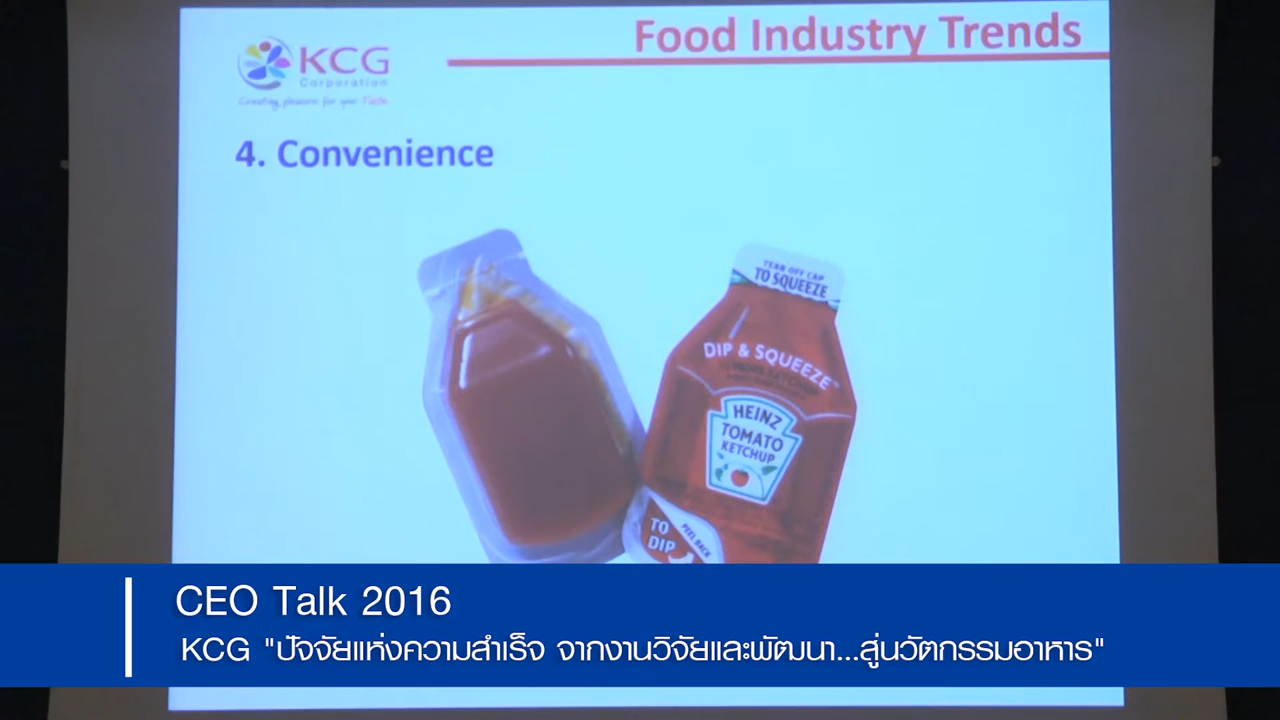 Food Industry Trends
KCG
Corporation
Creating pleasure for your Taste
4. Convenience
TEAR OFF CAP
TO SQUEEZE
DIP & SQUEEZE™
HEINZ
TOMATO
KETCHUP
TO
DIP
PEEL BACK
CEO Talk 2016
KCG "ปัจจัยแห่งความสำเร็จ จากงานวิจัยและพัฒนา...สู่นวัตกรรมอาหาร"